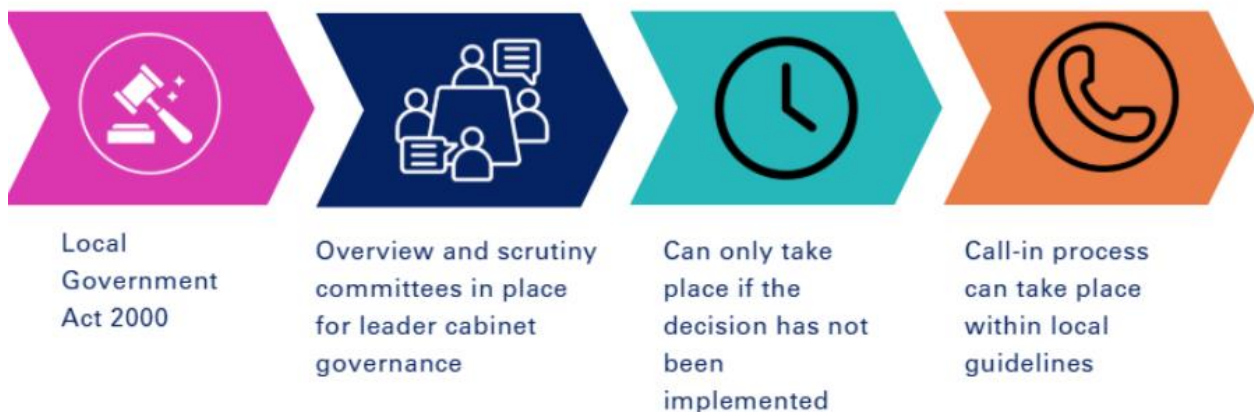 Local
Government
Act 2000
Overview and scrutiny
committees in place
for leader cabinet
governance
Can only take
place if the
decision has not
been
implemented
Call-in process
can take place
within local
guidelines